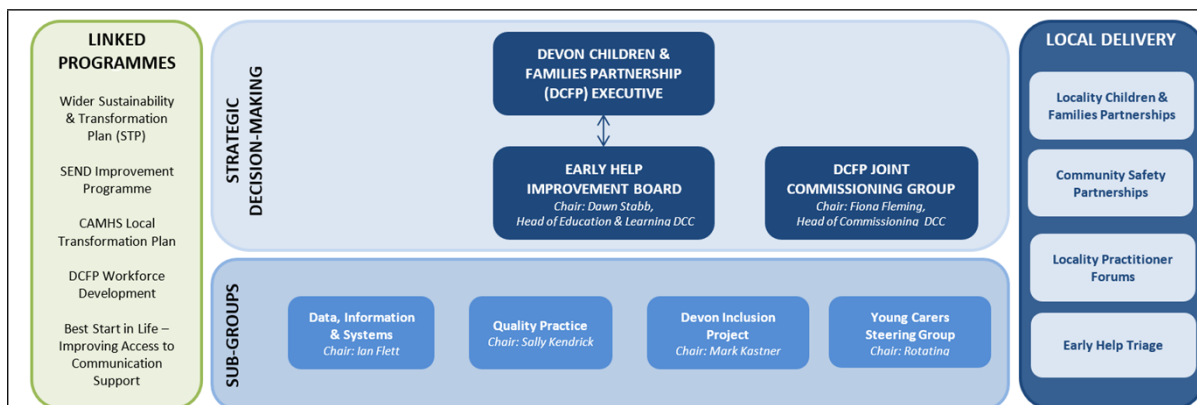 LINKED
PROGRAMMES
Wider Sustainability
& Transformation
Plan (STP)
SEND Improvement
Programme
CAMHS Local
Transformation Plan
DCFP Workforce
Development
Best Start in Life –
Improving Access to
Communication
Support
STRATEGIC
DECISION-MAKING
DEVON CHILDREN &
FAMILIES PARTNERSHIP
(DCFP) EXECUTIVE
EARLY HELP
IMPROVEMENT BOARD
Chair: Dawn Stabb,
Head of Education & Learning DCC
DCFP JOINT
COMMISSIONING GROUP
Chair: Fiona Fleming,
Head of Commissioning DCC
SUB-GROUPS
Data, Information
& Systems
Chair: Ian Flett
Quality Practice
Chair: Sally Kendrick
Devon Inclusion
Project
Chair: Mark Kastner
Young Carers
Steering Group
Chair: Rotating
LOCAL DELIVERY
Locality Children &
Families Partnerships
Community Safety
Partnerships
Locality Practitioner
Forums
Early Help Triage